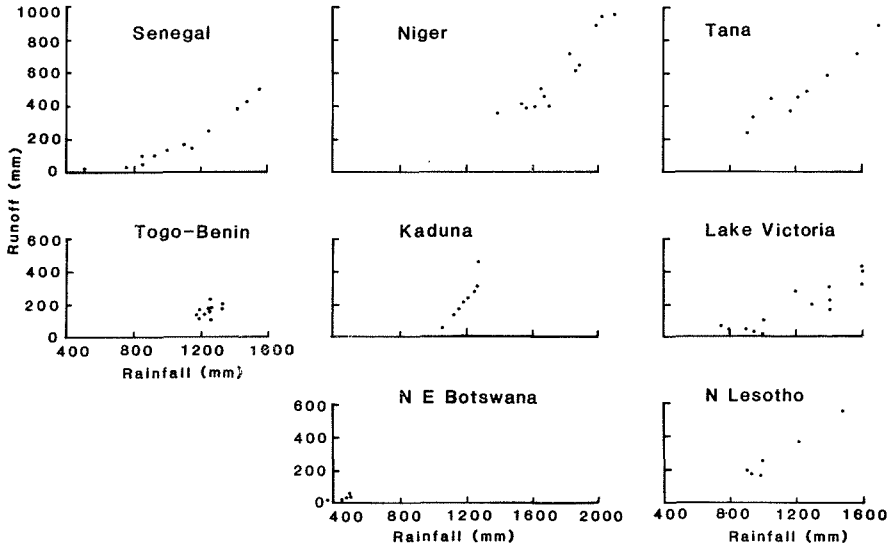 Senegal
Niger
Tana
1000
800
600
400
200
0
Runoff (mm)
Togo-Benin
Kaduna
Lake Victoria
600
400
200
0
400 800 1200 1600
Rainfall (mm)
N E Botswana
N Lesotho
600
400
200
0
400 1200 1600 2000
Rainfall (mm)
400 800 1200 1600
Rainfall (mm)